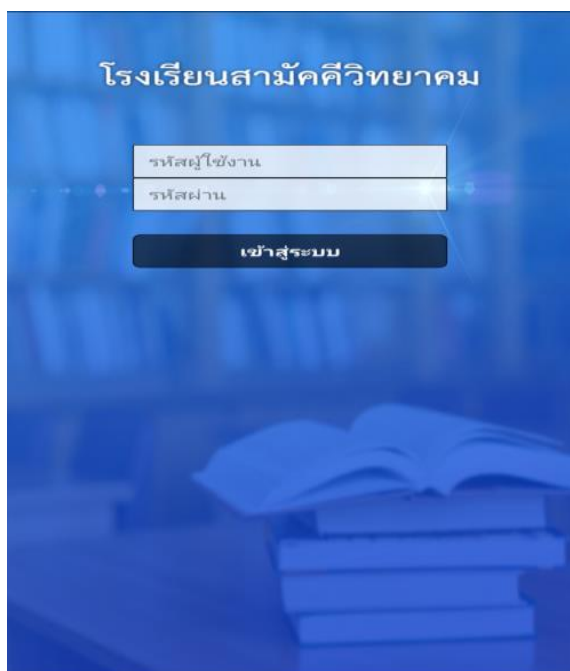 โรงเรียนสามัคคีวิทยาคม
รหัสผู้ใช้งาน
รหัสผ่าน
เข้าสู่ระบบ